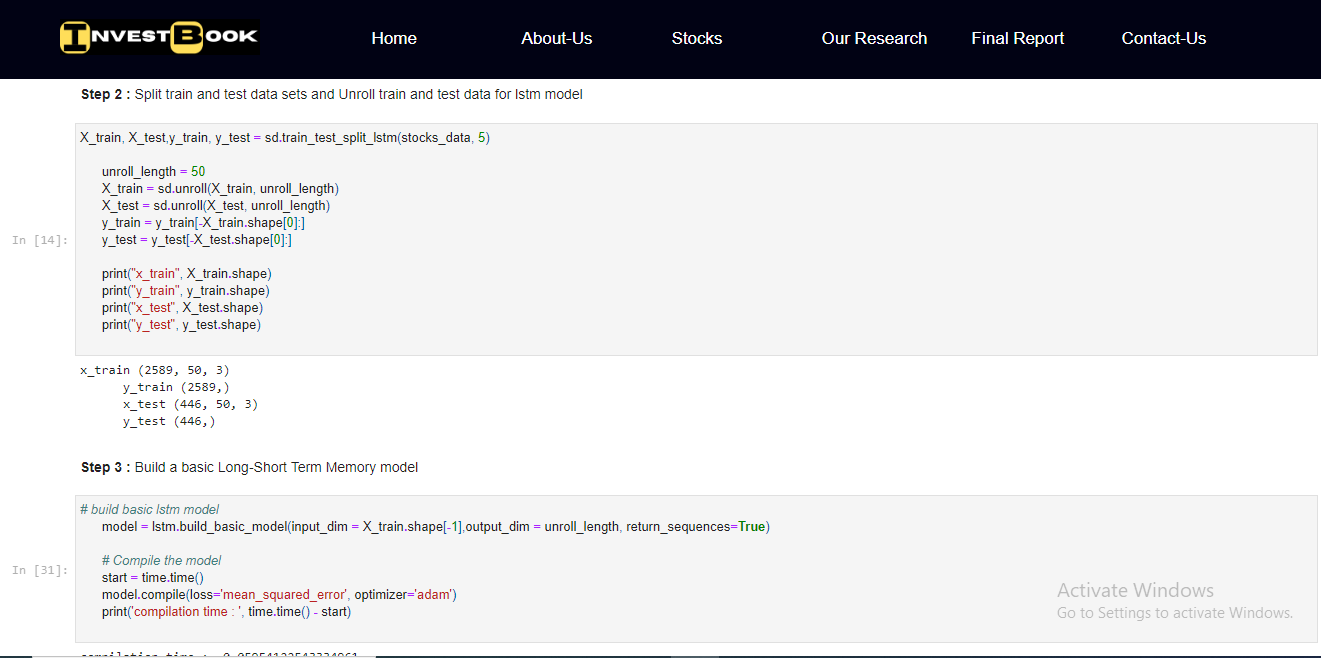 INVESTBOOK
Home About-Us Stocks Our Research Final Report Contact-Us
Step 2 : Split train and test data sets and Unroll train and test data for lstm model
In [14]:
X_train, X_test,y_train, y_test = sd.train_test_split_lstm(stocks_data, 5)
unroll_length = 50
X_train = sd.unroll(X_train, unroll_length)
X_test = sd.unroll(X_test, unroll_length)
y_train = y_train[-X_train.shape[0]:]
y_test = y_test[-X_test.shape[0]:]
print("x_train", X_train.shape)
print("y_train", y_train.shape)
print("x_test", X_test.shape)
print("y_test", y_test.shape)
x_train (2589, 50, 3)
y_train (2589,)
x_test (446, 50, 3)
y_test (446,)
Step 3 : Build a basic Long-Short Term Memory model
In [31]:
# build basic lstm model
model = lstm.build_basic_model(input_dim = X_train.shape[-1],output_dim = unroll_length, return_sequences=True)
# Compile the model
start = time.time()
model.compile(loss='mean_squared_error', optimizer='adam')
print('compilation time : ', time.time() - start)
Activate Windows
Go to Settings to activate Windows.
compilation time :